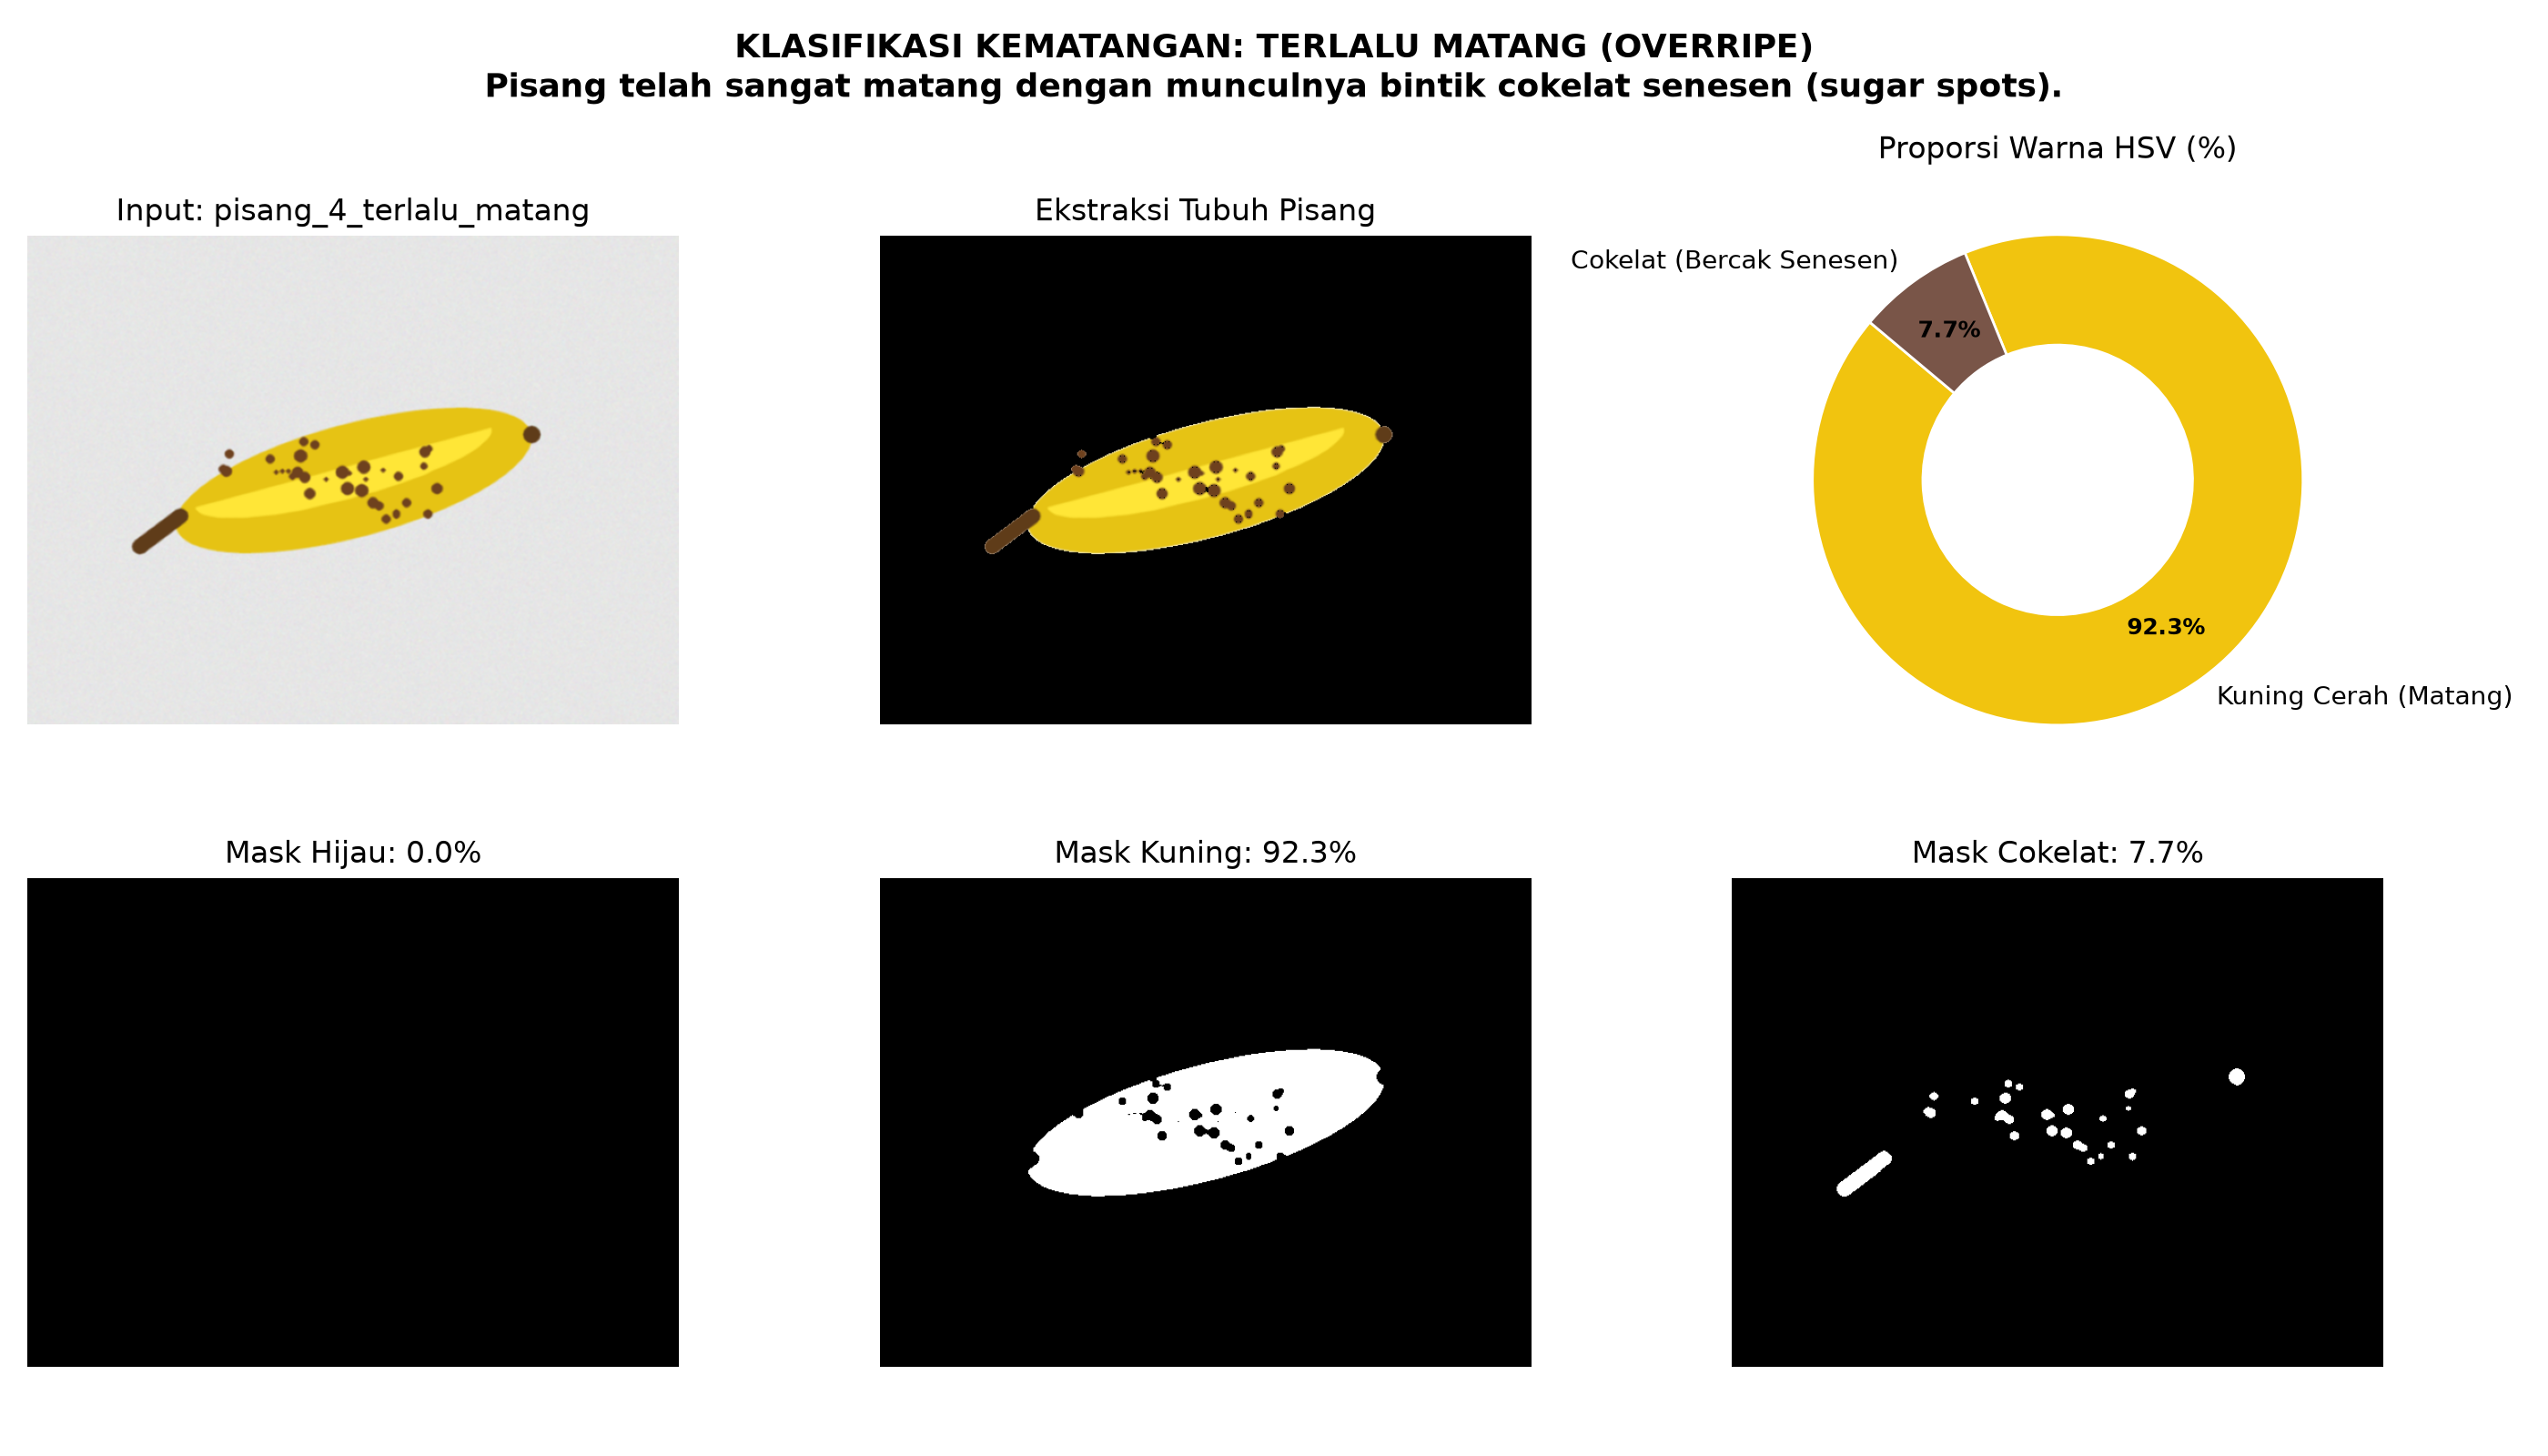 KLASIFIKASI KEMATANGAN: TERLALU MATANG (OVERRIPE)
Pisang telah sangat matang dengan munculnya bintik cokelat senesen (sugar spots).
Input: pisang_4_terlalu_matang
Ekstraksi Tubuh Pisang
Proporsi Warna HSV (%)
Cokelat (Bercak Senesen)
7.7%
92.3%
Kuning Cerah (Matang)
Mask Hijau: 0.0%
Mask Kuning: 92.3%
Mask Cokelat: 7.7%